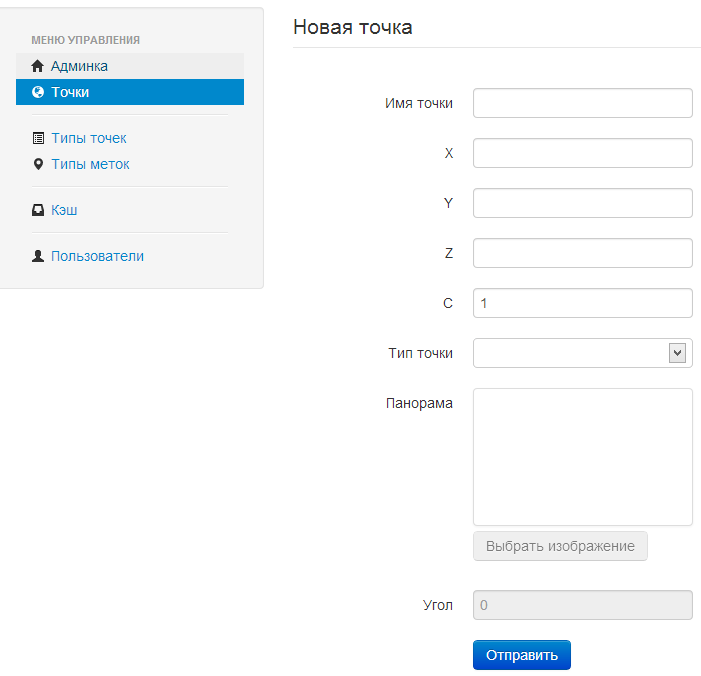 МЕНЮ УПРАВЛЕНИЯ
Админка
Точки
Типы точек
Типы меток
Кэш
Пользователи
Новая точка
Имя точки
X
Y
Z
C
1
Тип точки
Панорама
Выбрать изображение
Угол
0
Отправить